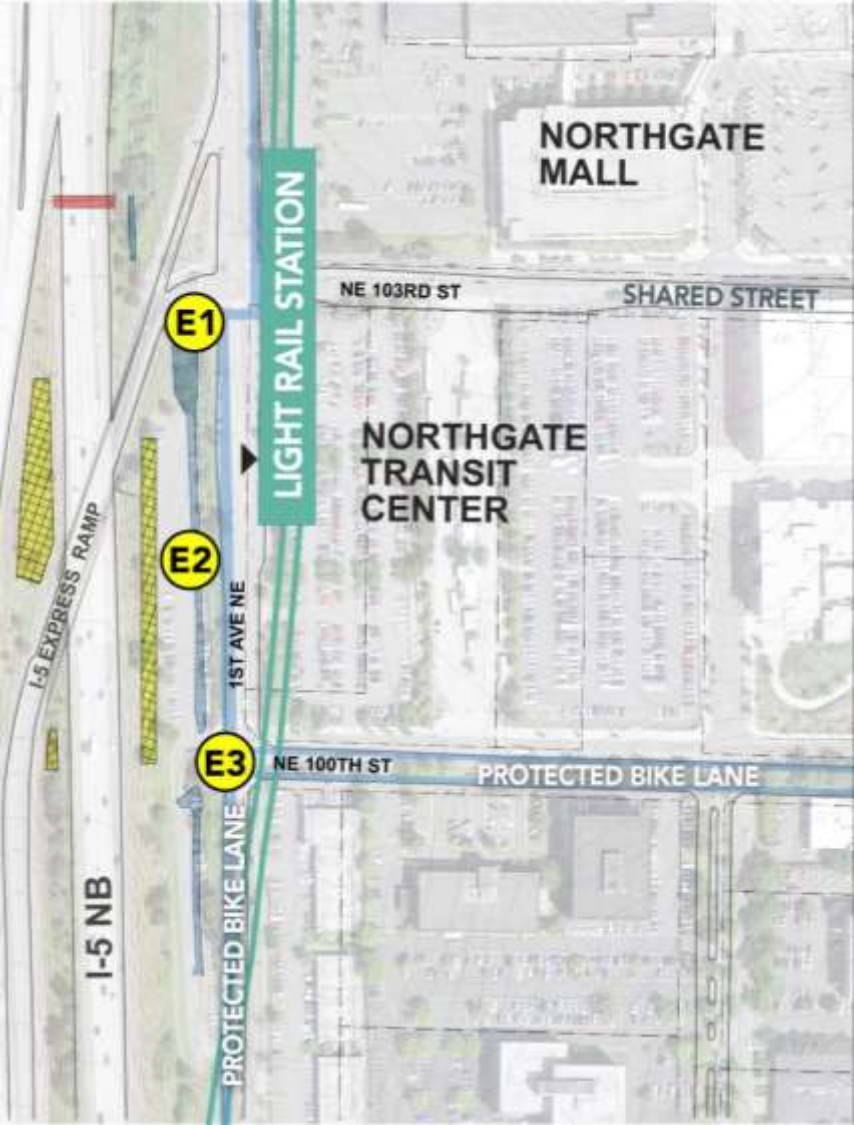 NORTHGATE
MALL
LIGHT RAIL STATION
NE 103RD ST
SHARED STREET
E1
NORTHGATE
TRANSIT
CENTER
E2
I-5 EXPRESS RAMP
1ST AVE NE
E3
NE 100TH ST
PROTECTED BIKE LANE
PROTECTED BIKE LANE
I-5 NB